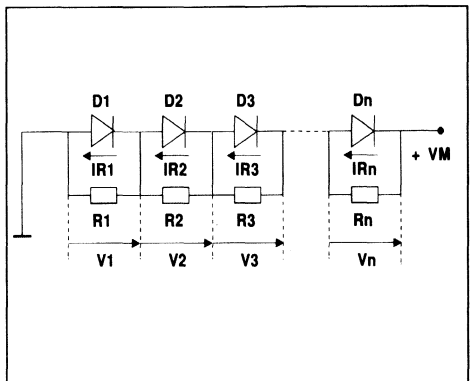 D1 D2 D3 Dn
IR1 IR2 IR3 IRn
+ VM
R1 R2 R3 Rn
V1 V2 V3 Vn